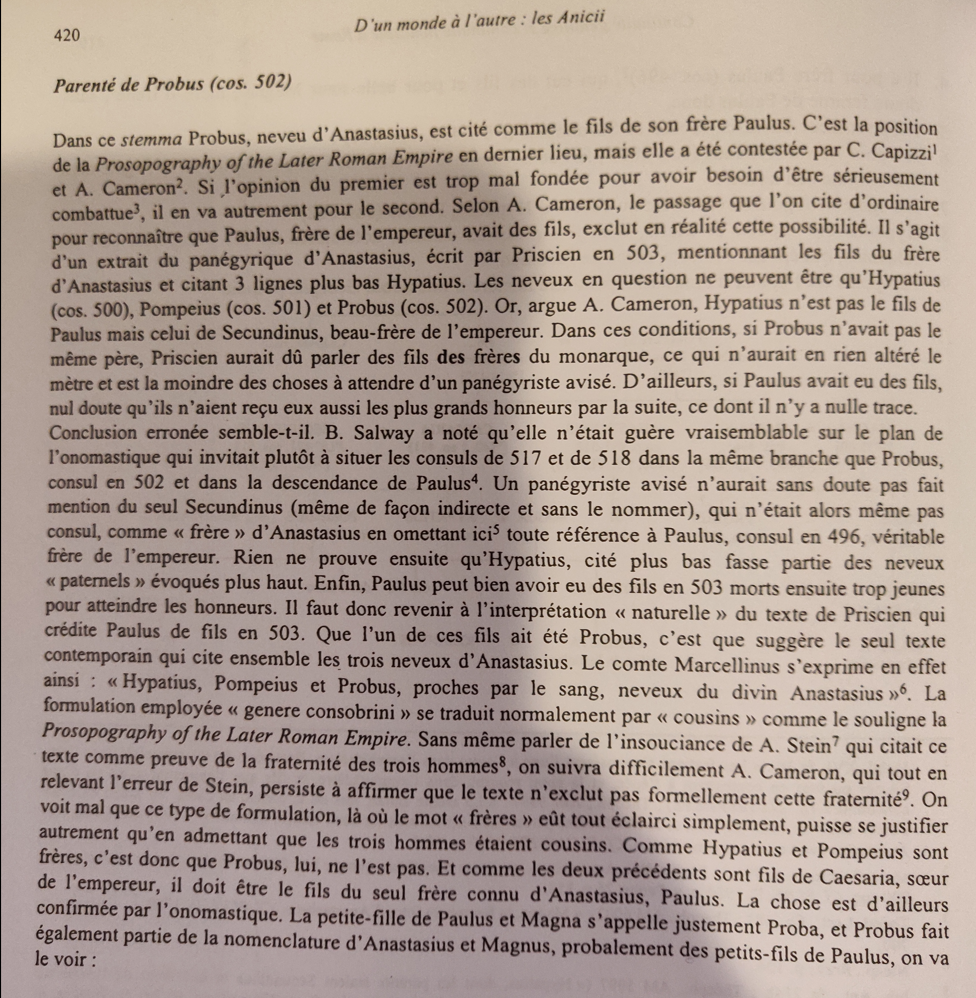 420
D'un monde à l'autre : les Anicii
Parenté de Probus (cos. 502)
Dans ce stemma Probus, neveu d'Anastasius, est cité comme le fils de son frère Paulus. C'est la position
de la Prosopography of the Later Roman Empire en dernier lieu, mais elle a été contestée par C. Capizzi¹
et A. Cameron². Si l'opinion du premier est trop mal fondée pour avoir besoin d'être sérieusement
combattue³, il en va autrement pour le second. Selon A. Cameron, le passage que l'on cite d'ordinaire
pour reconnaître que Paulus, frère de l'empereur, avait des fils, exclut en réalité cette possibilité. Il s'agit
d'un extrait du panégyrique d'Anastasius, écrit par Priscien en 503, mentionnant les fils du frère
d'Anastasius et citant 3 lignes plus bas Hypatius. Les neveux en question ne peuvent être qu'Hypatius
(cos. 500), Pompeius (cos. 501) et Probus (cos. 502). Or, argue A. Cameron, Hypatius n'est pas le fils de
Paulus mais celui de Secundinus, beau-frère de l'empereur. Dans ces conditions, si Probus n'avait pas le
même père, Priscien aurait dû parler des fils des frères du monarque, ce qui n'aurait en rien altéré le
mètre et est la moindre des choses à attendre d'un panégyriste avisé. D'ailleurs, si Paulus avait eu des fils,
nul doute qu'ils n'aient reçu eux aussi les plus grands honneurs par la suite, ce dont il n'y a nulle trace.
Conclusion erronée semble-t-il. B. Salway a noté qu'elle n'était guère vraisemblable sur le plan de
l'onomastique qui invitait plutôt à situer les consuls de 517 et de 518 dans la même branche que Probus,
consul en 502 et dans la descendance de Paulus⁴. Un panégyriste avisé n'aurait sans doute pas fait
mention du seul Secundinus (même de façon indirecte et sans le nommer), qui n'était alors même pas
consul, comme « frère » d'Anastasius en omettant ici⁵ toute référence à Paulus, consul en 496, véritable
frère de l'empereur. Rien ne prouve ensuite qu'Hypatius, cité plus bas fasse partie des neveux
« paternels » évoqués plus haut. Enfin, Paulus peut bien avoir eu des fils en 503 morts ensuite trop jeunes
pour atteindre les honneurs. Il faut donc revenir à l'interprétation « naturelle » du texte de Priscien qui
crédite Paulus de fils en 503. Que l'un de ces fils ait été Probus, c'est que suggère le seul texte
contemporain qui cite ensemble les trois neveux d'Anastasius. Le comte Marcellinus s'exprime en effet
ainsi : « Hypatius, Pompeius et Probus, proches par le sang, neveux du divin Anastasius »⁶. La
formulation employée « genere consobrini » se traduit normalement par « cousins » comme le souligne la
Prosopography of the Later Roman Empire. Sans même parler de l'insouciance de A. Stein⁷ qui citait ce
texte comme preuve de la fraternité des trois hommes⁸, on suivra difficilement A. Cameron, qui tout en
relevant l'erreur de Stein, persiste à affirmer que le texte n'exclut pas formellement cette fraternité⁹. On
voit mal que ce type de formulation, là où le mot « frères » eût tout éclairci simplement, puisse se justifier
autrement qu'en admettant que les trois hommes étaient cousins. Comme Hypatius et Pompeius sont
frères, c'est donc que Probus, lui, ne l'est pas. Et comme les deux précédents sont fils de Caesaria, sœur
de l'empereur, il doit être le fils du seul frère connu d'Anastasius, Paulus. La chose est d'ailleurs
confirmée par l'onomastique. La petite-fille de Paulus et Magna s'appelle justement Proba, et Probus fait
également partie de la nomenclature d'Anastasius et Magnus, probalement des petits-fils de Paulus, on va
le voir :